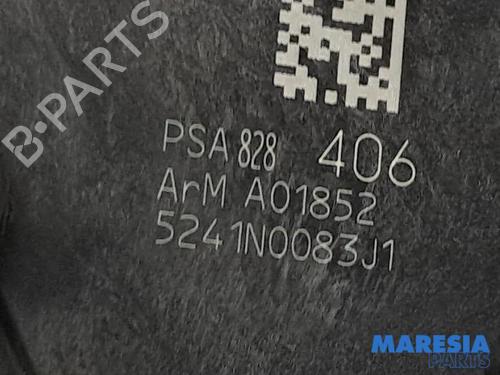 B-PARTS
PSA 828 406
ArM A01852
5241N0083J1
MARESIA
PARTS